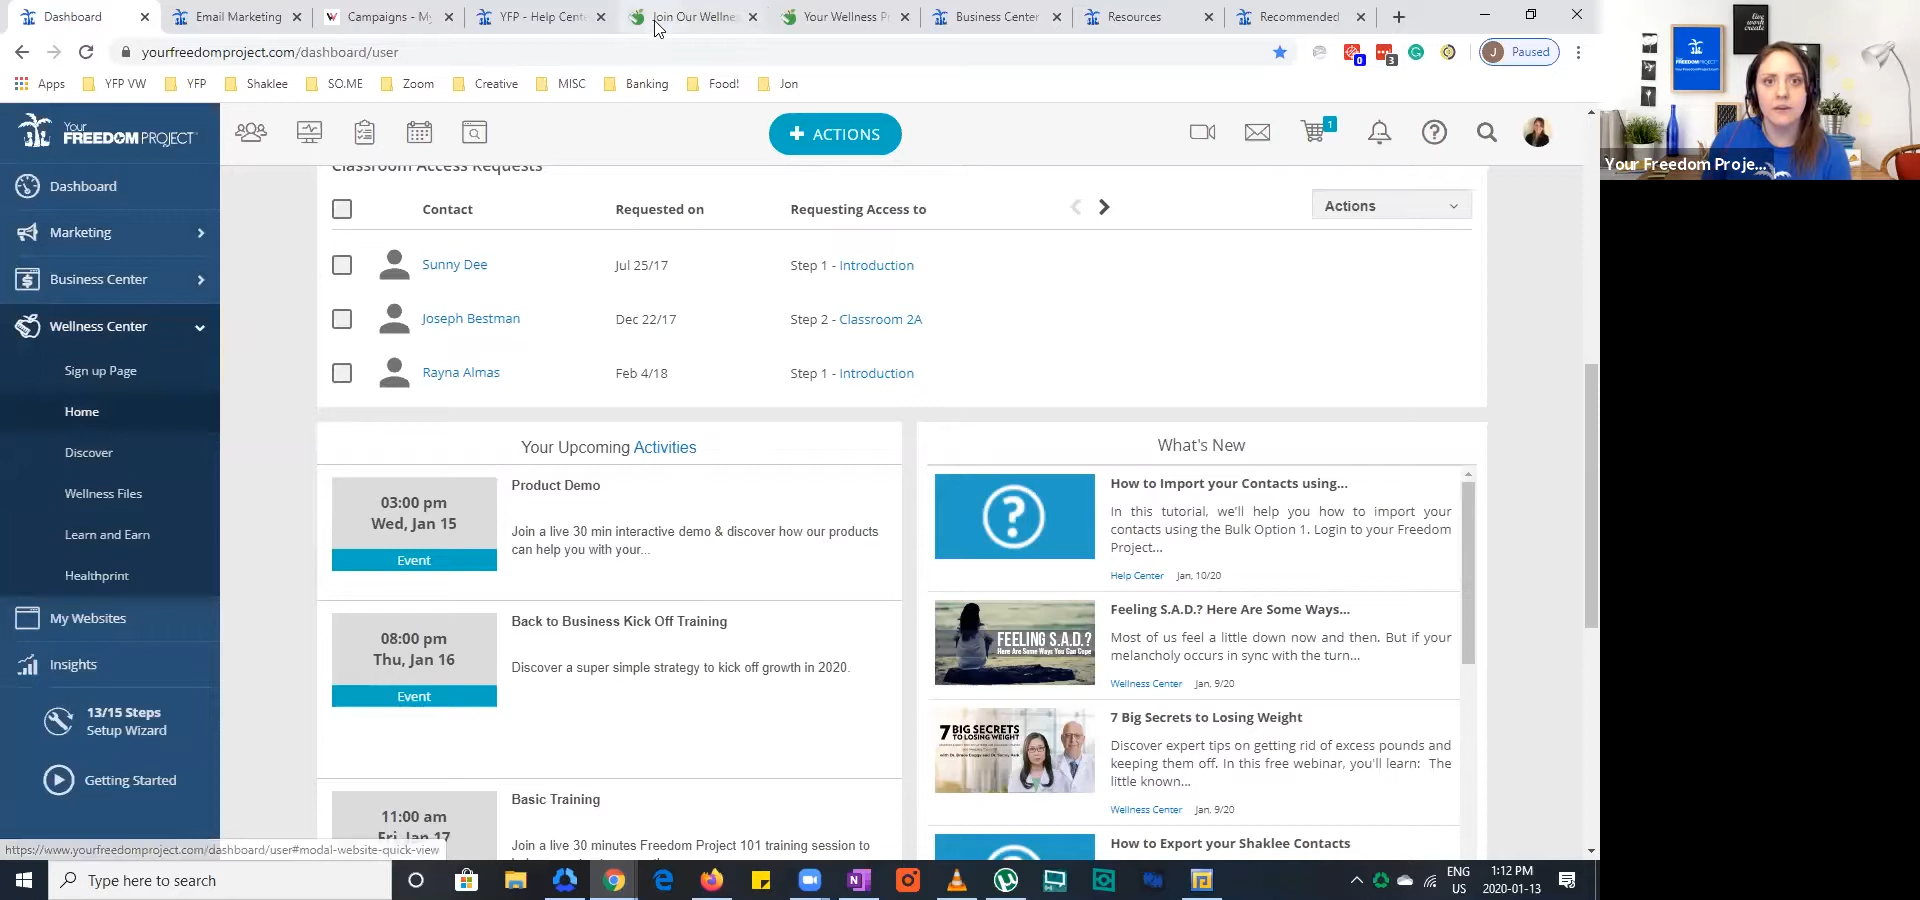 Dashboard
Email Marketing
Campaigns - My
YFP - Help Cent
Join Our Wellne
Your Wellness P
Business Center
Resources
Recommended
yourfreedomproject.com/dashboard/user
Paused
Apps
YFP VW
YFP
Shaklee
SO.ME
Zoom
Creative
MISC
Banking
Food!
Jon
Your
FREEDOMPROJECT
ACTIONS
1
Dashboard
Marketing
Business Center
Wellness Center
Sign up Page
Home
Discover
Wellness Files
Learn and Earn
Healthprint
My Websites
Insights
13/15 Steps
Setup Wizard
Getting Started
Classroom Access Requests
Contact
Requested on
Requesting Access to
Actions
Sunny Dee
Jul 25/17
Step 1 - Introduction
Joseph Bestman
Dec 22/17
Step 2 - Classroom 2A
Rayna Almas
Feb 4/18
Step 1 - Introduction
Your Upcoming Activities
03:00 pm
Wed, Jan 15
Event
Product Demo
Join a live 30 min interactive demo & discover how our products
can help you with your...
08:00 pm
Thu, Jan 16
Event
Back to Business Kick Off Training
Discover a super simple strategy to kick off growth in 2020.
11:00 am
Fri, Jan 17
Basic Training
Join a live 30 minutes Freedom Project 101 training session to
What's New
How to Import your Contacts using...
In this tutorial, we'll help you how to import your
contacts using the Bulk Option 1. Login to your Freedom
Project...
Help Center Jan, 10/20
FEELING S.A.D.?
Here Are Some Ways You Can Cope
Feeling S.A.D.? Here Are Some Ways...
Most of us feel a little down now and then. But if your
melancholy occurs in sync with the turn...
Wellness Center Jan, 9/20
7 BIG SECRETS
TO LOSING WEIGHT
7 Big Secrets to Losing Weight
Discover expert tips on getting rid of excess pounds and
keeping them off. In this free webinar, you'll learn: The
little known...
Wellness Center Jan, 9/20
How to Export your Shaklee Contacts
https://www.yourfreedomproject.com/dashboard/user#modal-website-quick-view
Type here to search
ENG
US
1:12 PM
2020-01-13
Your Freedom Proje...
live
work
create